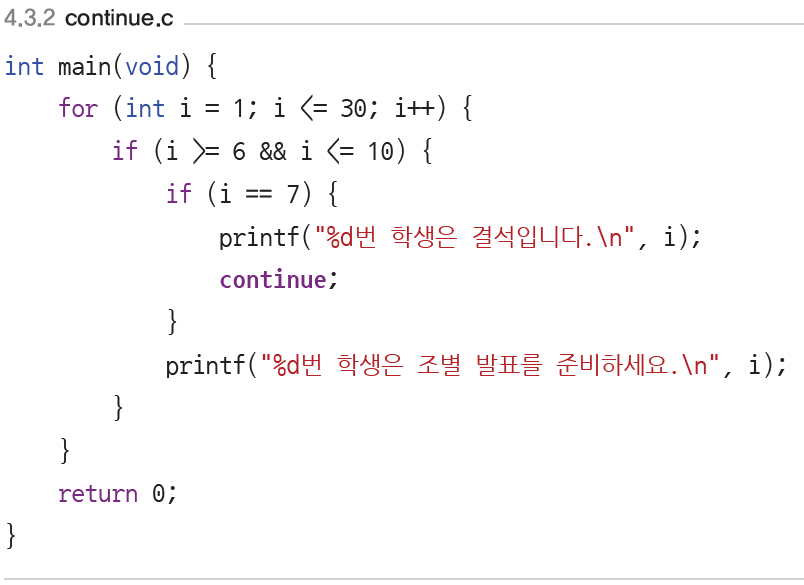 4.3.2 continue.c
int main(void) {
    for (int i = 1; i <= 30; i++) {
        if (i >= 6 && i <= 10) {
            if (i == 7) {
                printf("%d번 학생은 결석입니다.\n", i);
                continue;
            }
            printf("%d번 학생은 조별 발표를 준비하세요.\n", i);
        }
    }
    return 0;
}